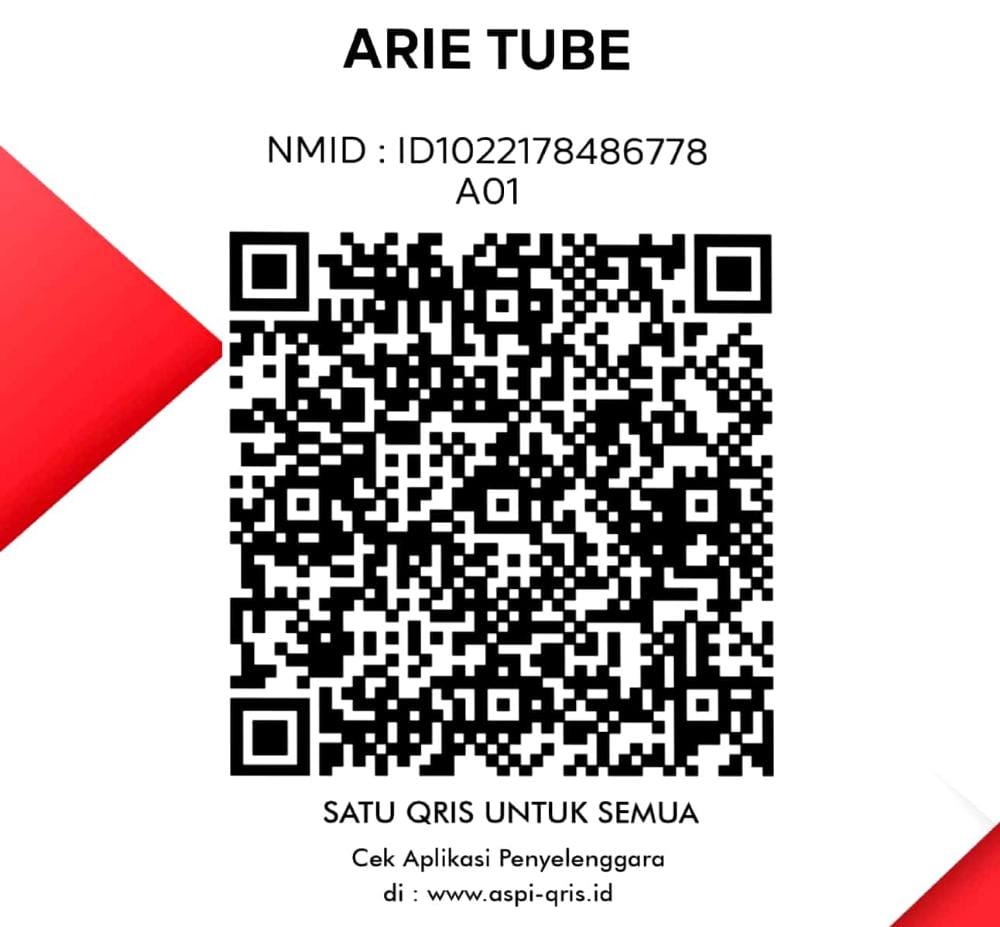 ARIE TUBE
NMID : ID1022178486778
A01
SATU QRIS UNTUK SEMUA
Cek Aplikasi Penyelenggara
di : www.aspi-qris.id